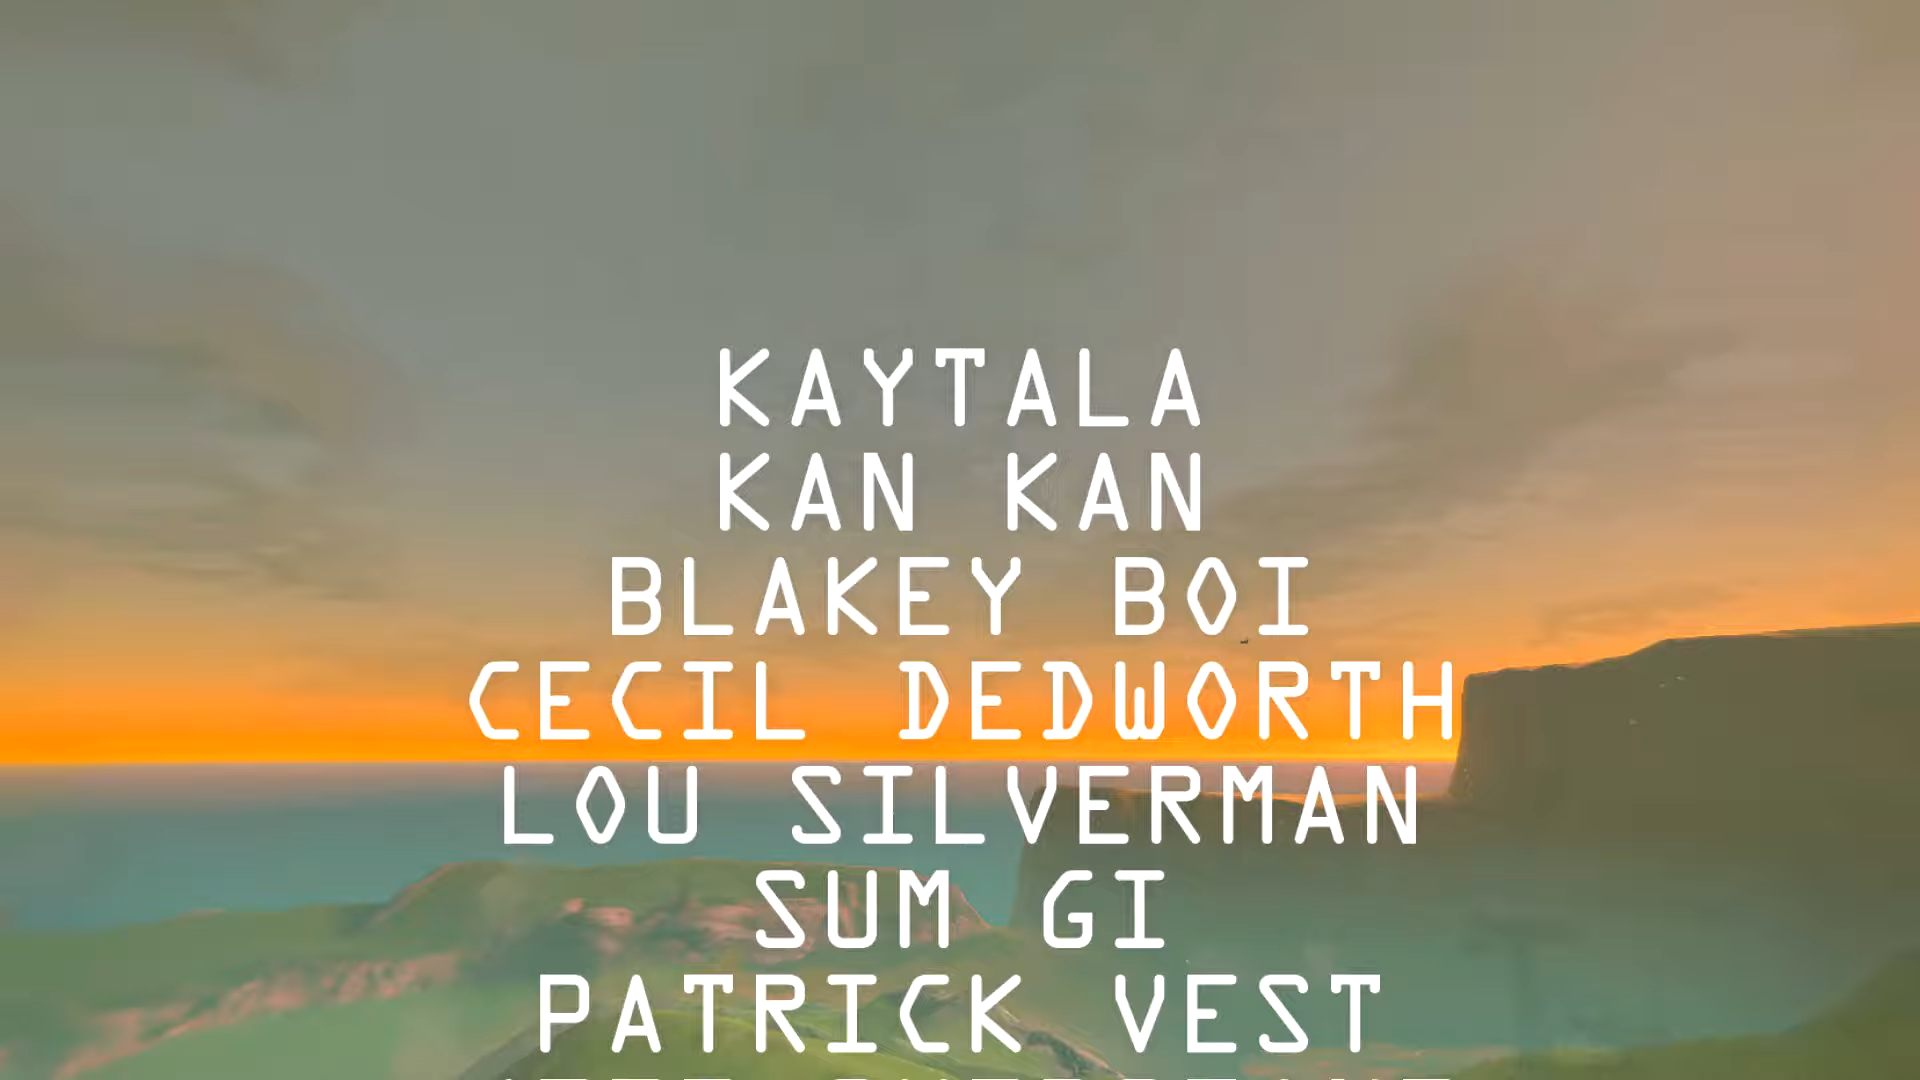 KAYTALA
KAN KAN
BLAKEY BOI
CECIL DEDWORTH
LOU SILVERMAN
SUM GI
PATRICK VEST